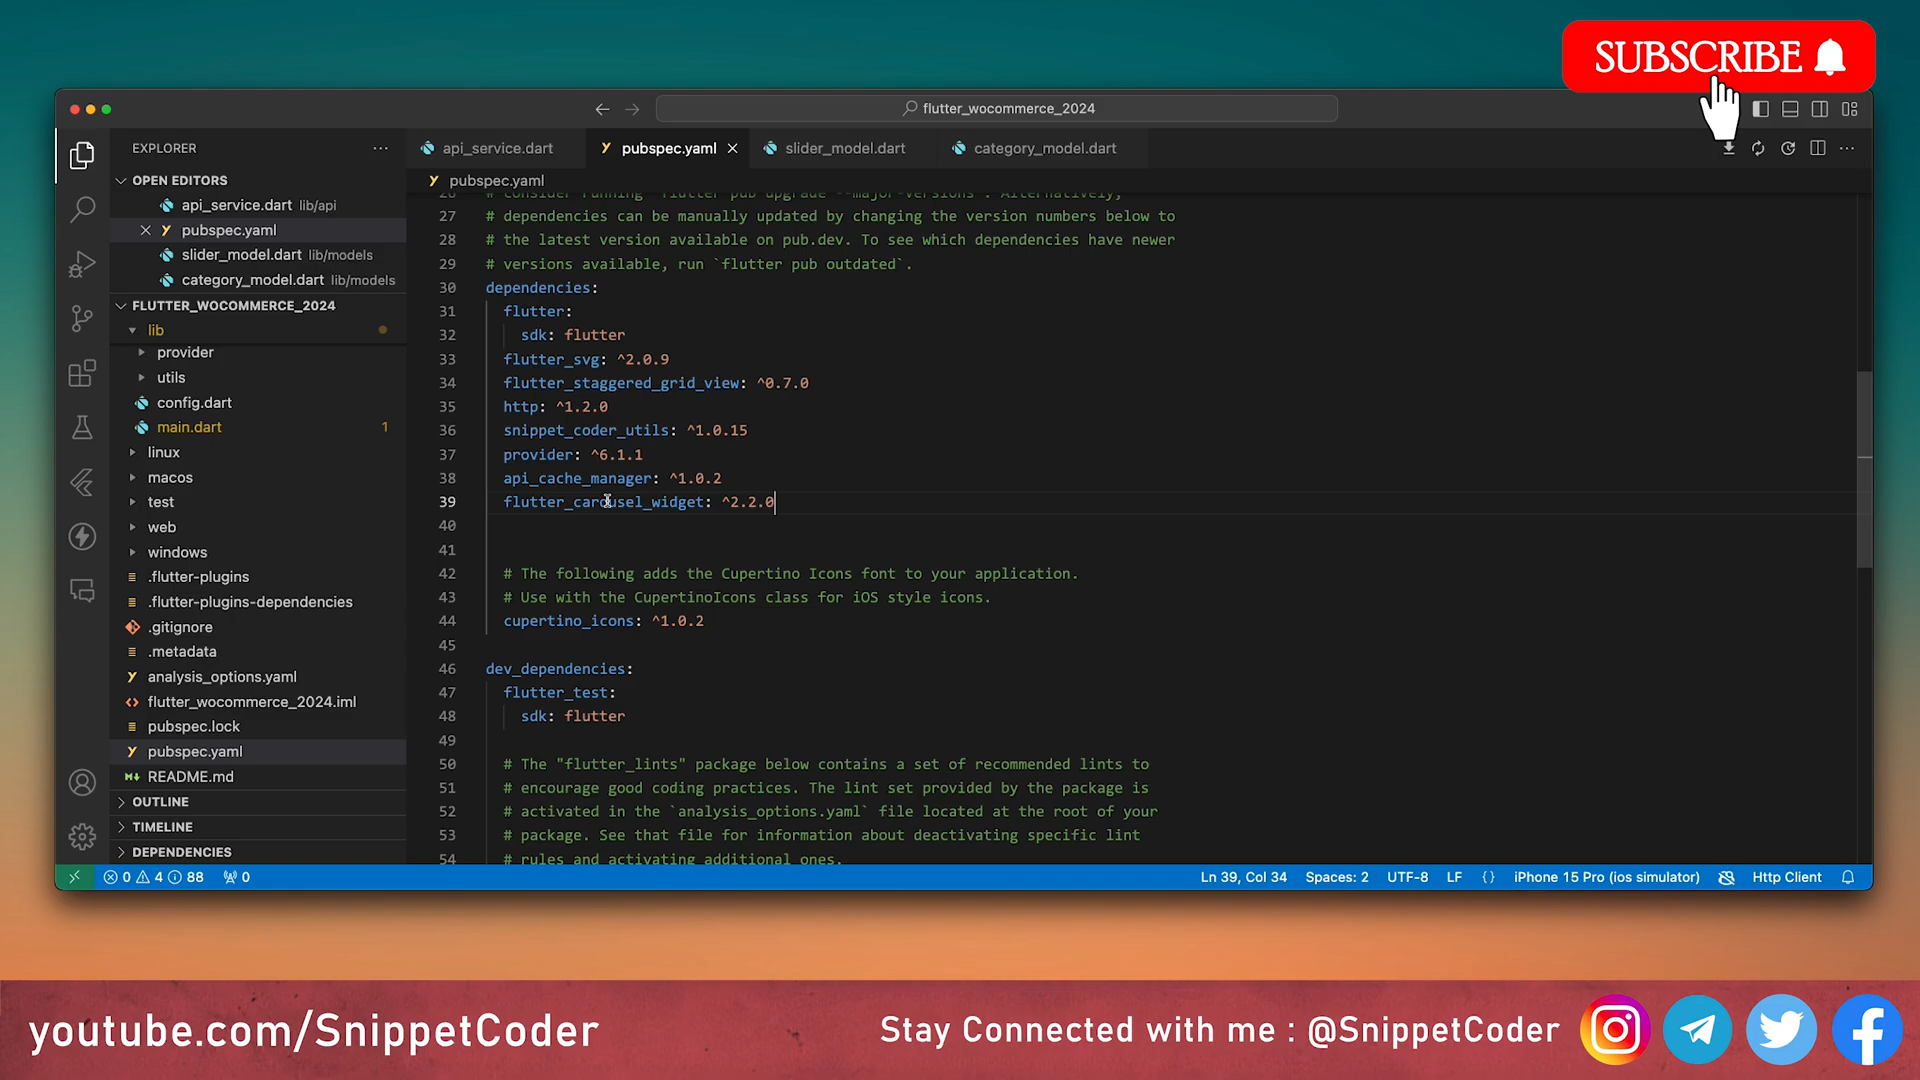 SUBSCRIBE
flutter_wocommerce_2024
EXPLORER
api_service.dart
pubspec.yaml
slider_model.dart
category_model.dart
OPEN EDITORS
api_service.dart lib/api
pubspec.yaml
slider_model.dart lib/models
category_model.dart lib/models
FLUTTER_WOCOMMERCE_2024
lib
provider
utils
config.dart
main.dart 1
linux
macos
test
web
windows
.flutter-plugins
.flutter-plugins-dependencies
.gitignore
.metadata
analysis_options.yaml
flutter_wocommerce_2024.iml
pubspec.lock
pubspec.yaml
README.md
OUTLINE
TIMELINE
DEPENDENCIES
pubspec.yaml
26 # consider running `flutter pub upgrade --major-versions`. Alternatively,
27 # dependencies can be manually updated by changing the version numbers below to
28 # the latest version available on pub.dev. To see which dependencies have newer
29 # versions available, run `flutter pub outdated`.
30 dependencies:
31 flutter:
32 sdk: flutter
33 flutter_svg: ^2.0.9
34 flutter_staggered_grid_view: ^0.7.0
35 http: ^1.2.0
36 snippet_coder_utils: ^1.0.15
37 provider: ^6.1.1
38 api_cache_manager: ^1.0.2
39 flutter_carousel_widget: ^2.2.0
40
41
42 # The following adds the Cupertino Icons font to your application.
43 # Use with the CupertinoIcons class for iOS style icons.
44 cupertino_icons: ^1.0.2
45
46 dev_dependencies:
47 flutter_test:
48 sdk: flutter
49
50 # The "flutter_lints" package below contains a set of recommended lints to
51 # encourage good coding practices. The lint set provided by the package is
52 # activated in the `analysis_options.yaml` file located at the root of your
53 # package. See that file for information about deactivating specific lint
54 # rules and activating additional ones.
0 4 88 0
Ln 39, Col 34 Spaces: 2 UTF-8 LF {} iPhone 15 Pro (ios simulator) Http Client
youtube.com/SnippetCoder
Stay Connected with me : @SnippetCoder